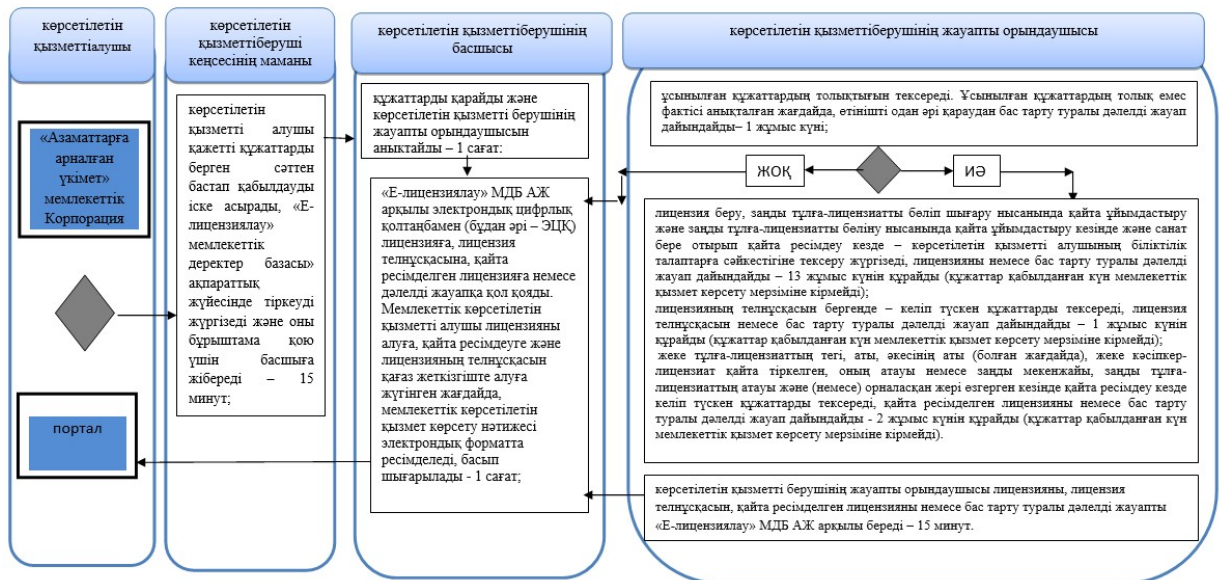 көрсетілетін
қызметтіалушы
көрсетілетін
қызметтіберуші
кеңсесінің маманы
көрсетілетін қызметтіберушінің
басшысы
көрсетілетін қызметтіберушінің жауапты орындаушысы
«Азаматтарға
арналған
үкімет»
мемлекеттік
Корпорация
портал
көрсетілетін
қызметті алушы
қажетті құжаттарды
берген сәттен
бастап қабылдауды
іске асырады, «Е-
лицензиялау»
мемлекеттік
деректер базасы»
ақпараттық
жүйесінде тіркеуді
жүргізеді және оны
бұрыштама қою
үшін басшыға
жібереді – 15
минут;
құжаттарды қарайды және
көрсетілетін қызметті берушінің
жауапты орындаушысын
анықтайды – 1 сағат;
«Е-лицензиялау» МДБ АЖ
арқылы электрондық цифрлық
қолтаңбамен (бұдан әрі – ЭЦҚ)
лицензияға, лицензия
телнұсқасына, қайта
ресімделген лицензияға немесе
дәлелді жауапқа қол қояды.
Мемлекеттік көрсетілетін
қызметті алушы лицензияны
алуға, қайта ресімдеуге және
лицензияның телнұсқасын
қағаз жеткізгіште алуға
жүгінген жағдайда,
мемлекеттік көрсетілетін
қызмет көрсету нәтижесі
электрондық форматта
ресімделеді, басып
шығарылады - 1 сағат;
ұсынылған құжаттардың толықтығын тексереді. Ұсынылған құжаттардың толық емес
фактісі анықталған жағдайда, өтінішті одан әрі қараудан бас тарту туралы дәлелді жауап
дайындайды– 1 жұмыс күні;
ЖОҚ
ИӘ
лицензия беру, заңды тұлға-лицензиатты бөліп шығару нысанында қайта ұйымдастыру
және заңды тұлға-лицензиатты бөліну нысанында қайта ұйымдастыру кезінде және санат
бере отырып қайта ресімдеу кезде – көрсетілетін қызметті алушының біліктілік
талаптарға сәйкестігіне тексеру жүргізеді, лицензияны немесе бас тарту туралы дәлелді
жауап дайындайды – 13 жұмыс күнін құрайды (құжаттар қабылданған күн мемлекеттік
қызмет көрсету мерзіміне кірмейді);
лицензияның телнұсқасын бергенде – келіп түскен құжаттарды тексереді, лицензия
телнұсқасын немесе бас тарту туралы дәлелді жауап дайындайды – 1 жұмыс күнін
құрайды (құжаттар қабылданған күн мемлекеттік қызмет көрсету мерзіміне кірмейді);
жеке тұлға-лицензиаттың тегі, аты, әкесінің аты (болған жағдайда), жеке кәсіпкер-
лицензиат қайта тіркелген, оның атауы немесе заңды мекенжайы, заңды тұлға-
лицензиаттың атауы және (немесе) орналасқан жері өзгерген кезінде қайта ресімдеу кезде
келіп түскен құжаттарды тексереді, қайта ресімделген лицензияны немесе бас тарту
туралы дәлелді жауап дайындайды - 2 жұмыс күнін құрайды (құжаттар қабылданған күн
мемлекеттік қызмет көрсету мерзіміне кірмейді).
көрсетілетін қызметті берушінің жауапты орындаушысы лицензияны, лицензия
телнұсқасын, қайта ресімделген лицензияны немесе бас тарту туралы дәлелді жауапты
«Е-лицензиялау» МДБ АЖ арқылы береді – 15 минут.